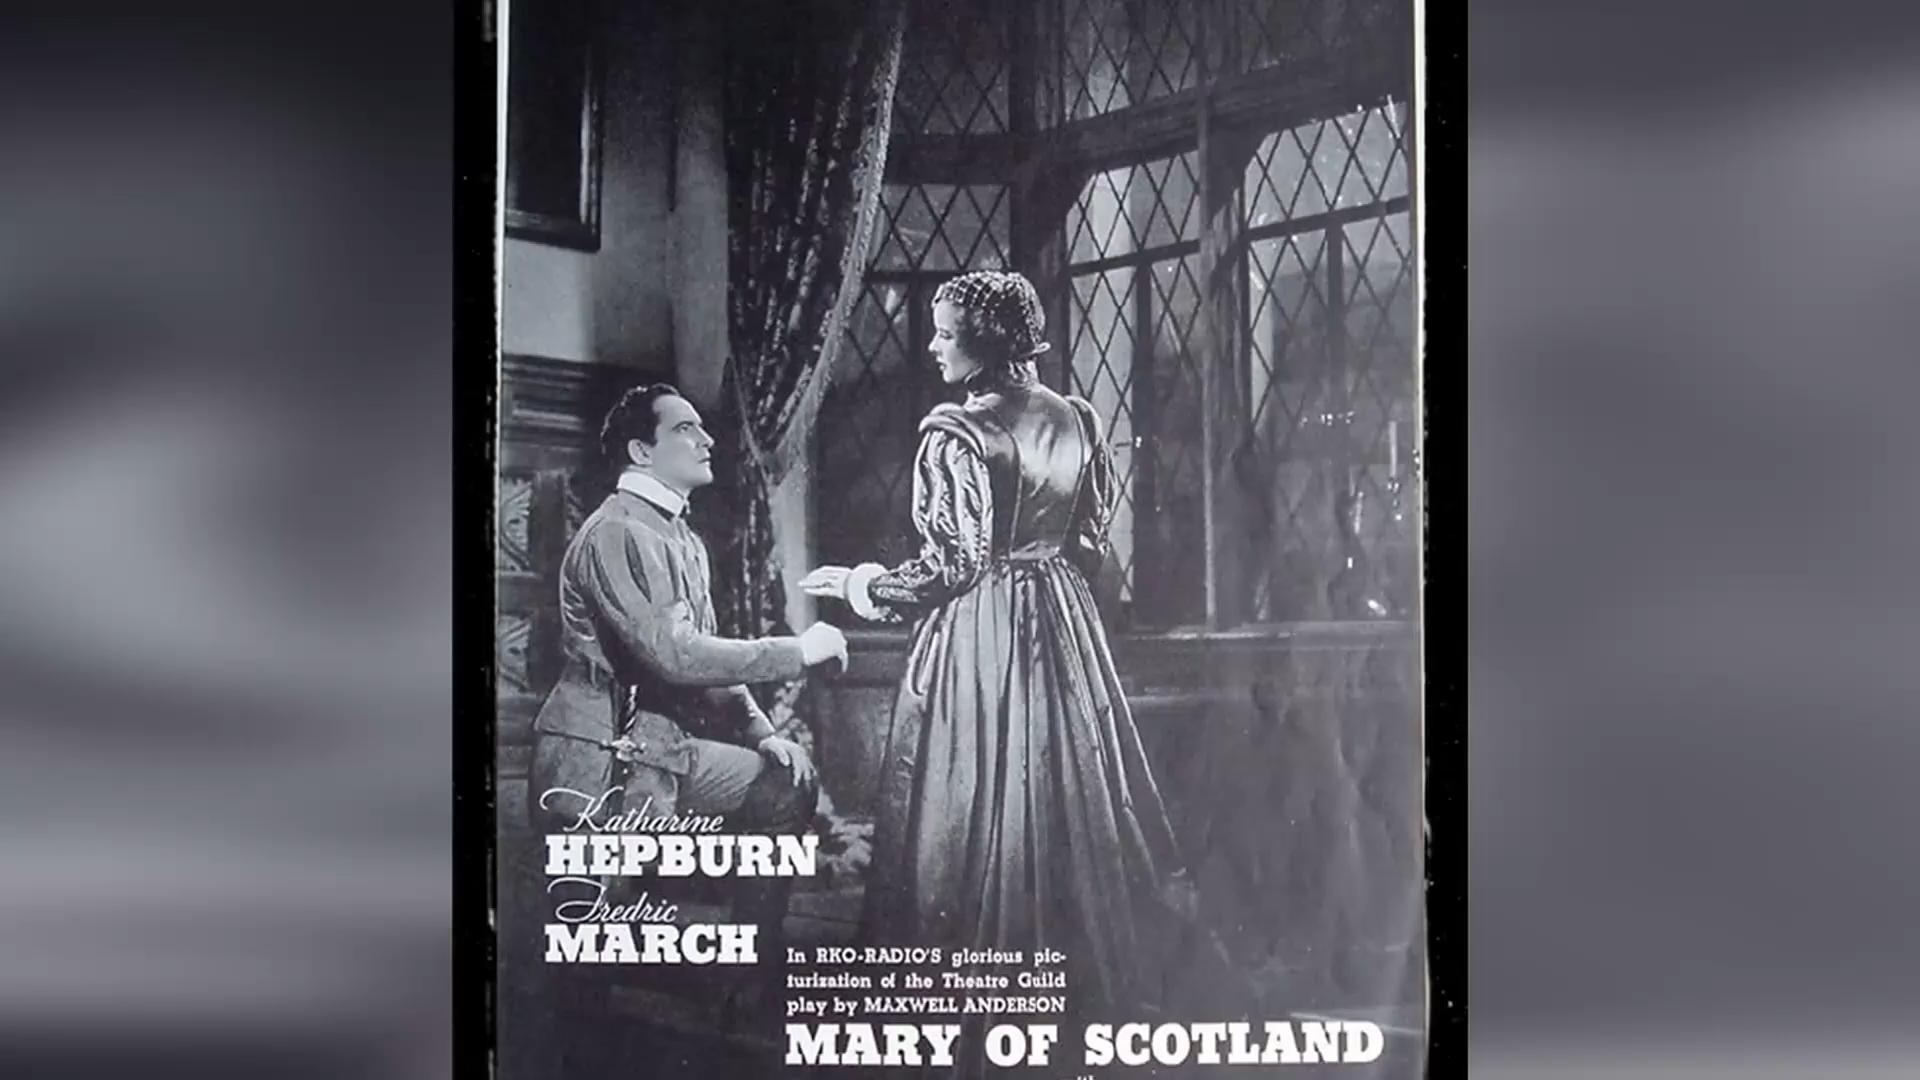 Katharine
HEPBURN
Fredric
MARCH
In RKO-RADIO'S glorious pic-
turization of the Theatre Guild
play by MAXWELL ANDERSON
MARY OF SCOTLAND